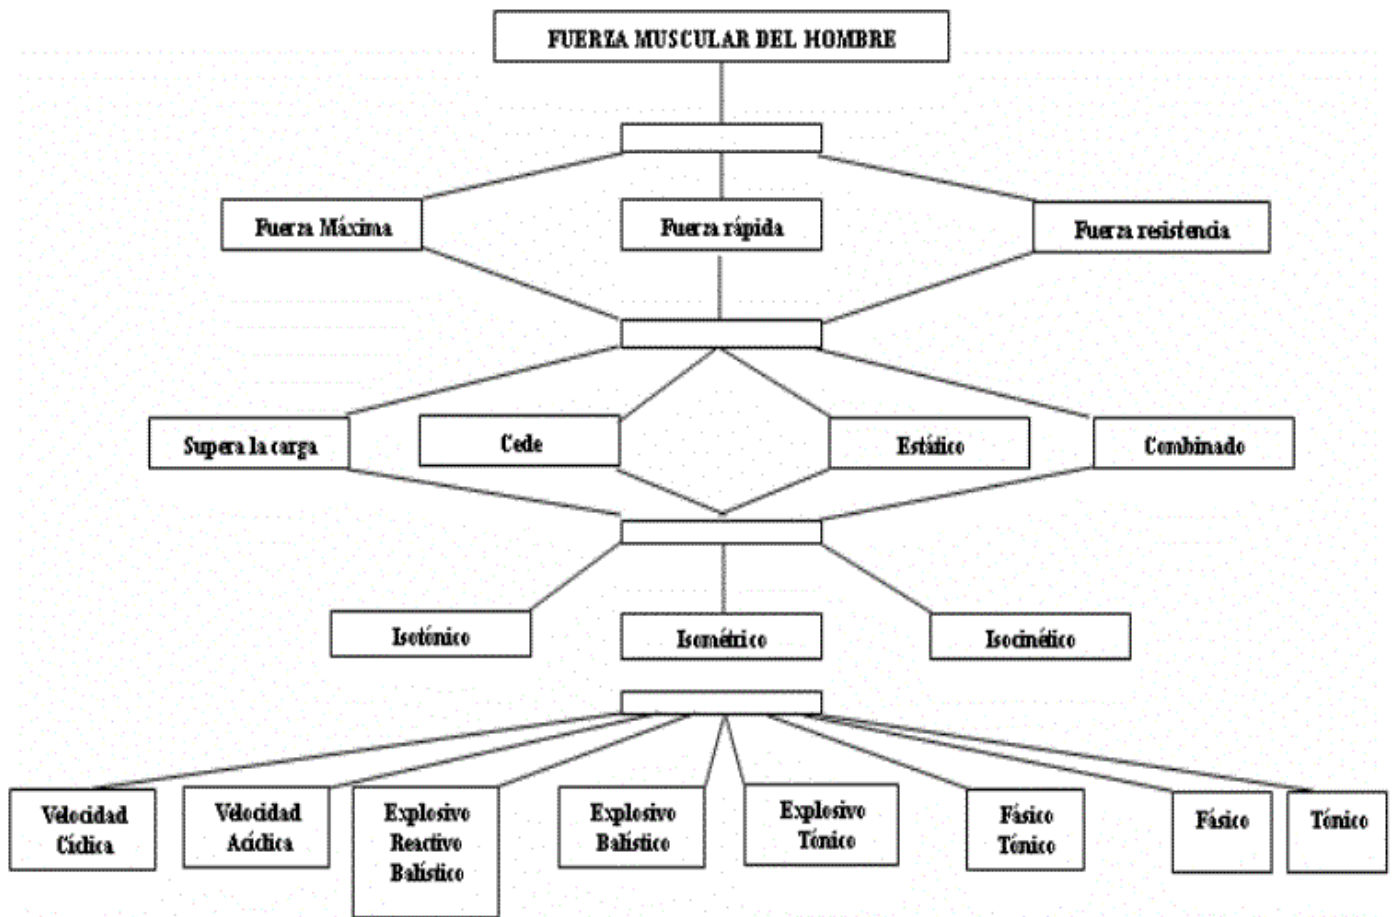 FUERZA MUSCULAR DEL HOMBRE
Fuerza Máxima
Fuerza rápida
Fuerza resistencia
Supera la carga
Cede
Estático
Combinado
Isotónico
Isométrico
Isocinético
Velocidad
Cíclica
Velocidad
Acíclica
Explosivo
Reactivo
Balístico
Explosivo
Balístico
Explosivo
Tónico
Fásico
Tónico
Fásico
Tónico